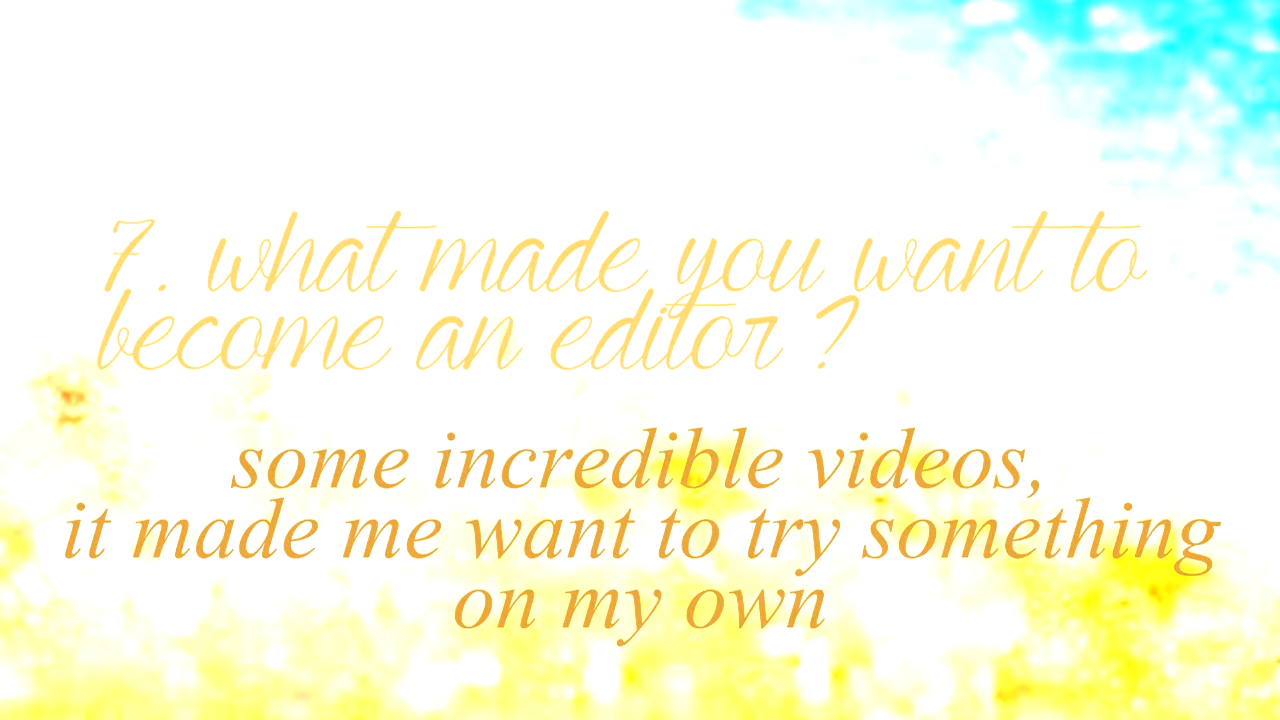 7. what made you want to
become an editor ?
some incredible videos,
it made me want to try something
on my own